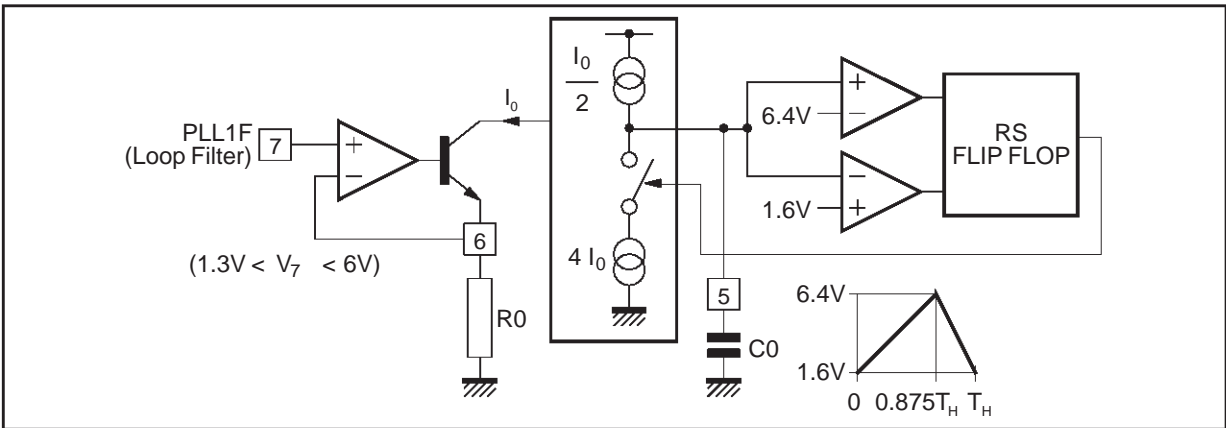 PLL1F
(Loop Filter)
7
+
−
(1.3V < V7 < 6V)
6
R0
I0
I0
2
4 I0
5
C0
6.4V
+
−
1.6V
−
+
RS
FLIP FLOP
6.4V
1.6V
0 0.875TH TH